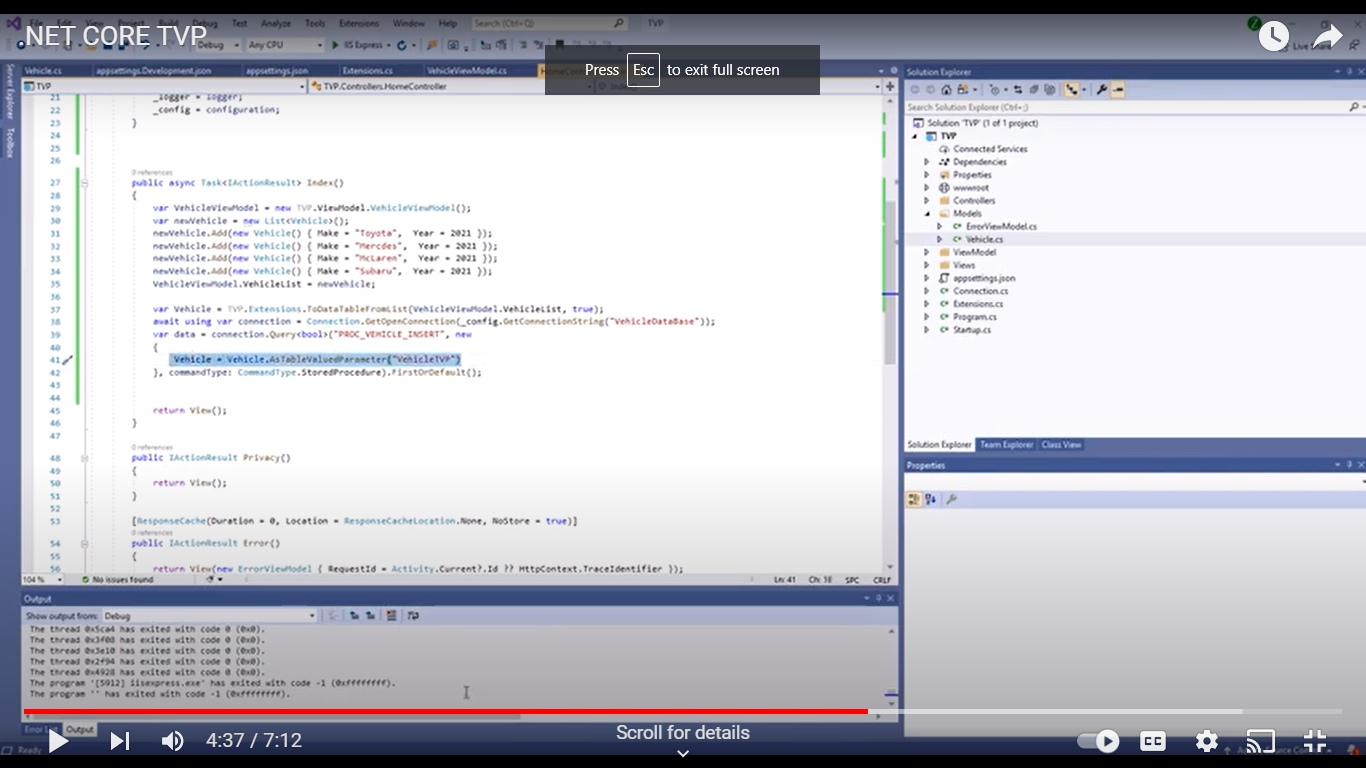 File Edit View Project Build Debug Test Analyze Tools Extensions Window Help Search (Ctrl+Q) TVP
NET CORE TVP
Debug Any CPU IIS Express Live Share
Press Esc to exit full screen
Server Explorer
Toolbox
Vehicle.cs appsettings.Development.json appsettings.json Extensions.cs VehicleViewModel.cs
TVP TVP.Controllers.HomeController
21 _logger = logger;
22 _config = configuration;
23 }
24
25
26
0 references
27 public async Task<IActionResult> Index()
28 {
29 var VehicleViewModel = new TVP.ViewModel.VehicleViewModel();
30 var newVehicle = new List<Vehicle>();
31 newVehicle.Add(new Vehicle() { Make = "Toyota", Year = 2021 });
32 newVehicle.Add(new Vehicle() { Make = "Mercdes", Year = 2021 });
33 newVehicle.Add(new Vehicle() { Make = "McLaren", Year = 2021 });
34 newVehicle.Add(new Vehicle() { Make = "Subaru", Year = 2021 });
35 VehicleViewModel.VehicleList = newVehicle;
36
37 var Vehicle = TVP.Extensions.ToDataTableFromList(VehicleViewModel.VehicleList, true);
38 await using var connection = Connection.GetOpenConnection(_config.GetConnectionString("VehicleDataBase"));
39 var data = connection.Query<bool>("PROC_VEHICLE_INSERT", new
40 {
41 Vehicle = Vehicle.AsTableValuedParameter("VehicleTVP")
42 }, commandType: CommandType.StoredProcedure).FirstOrDefault();
43
44
45 return View();
46 }
47
0 references
48 public IActionResult Privacy()
49 {
50 return View();
51 }
52
53 [ResponseCache(Duration = 0, Location = ResponseCacheLocation.None, NoStore = true)]
0 references
54 public IActionResult Error()
55 {
56 return View(new ErrorViewModel { RequestId = Activity.Current?.Id ?? HttpContext.TraceIdentifier });
104 % No issues found Ln: 41 Ch: 38 SPC CRLF
Output
Show output from: Debug
The thread 0x5ca4 has exited with code 0 (0x0).
The thread 0x3f08 has exited with code 0 (0x0).
The thread 0x3e10 has exited with code 0 (0x0).
The thread 0x2f94 has exited with code 0 (0x0).
The thread 0x4928 has exited with code 0 (0x0).
The program '[5912] iisexpress.exe' has exited with code -1 (0xffffffff).
The program '' has exited with code -1 (0xffffffff).
Error List Output
Ready
Solution Explorer
Search Solution Explorer (Ctrl+;)
Solution 'TVP' (1 of 1 project)
TVP
Connected Services
Dependencies
Properties
wwwroot
Controllers
Models
ErrorViewModel.cs
Vehicle.cs
ViewModel
Views
appsettings.json
Connection.cs
Extensions.cs
Program.cs
Startup.cs
Solution Explorer Team Explorer Class View
Properties
4:37 / 7:12
Scroll for details
CC